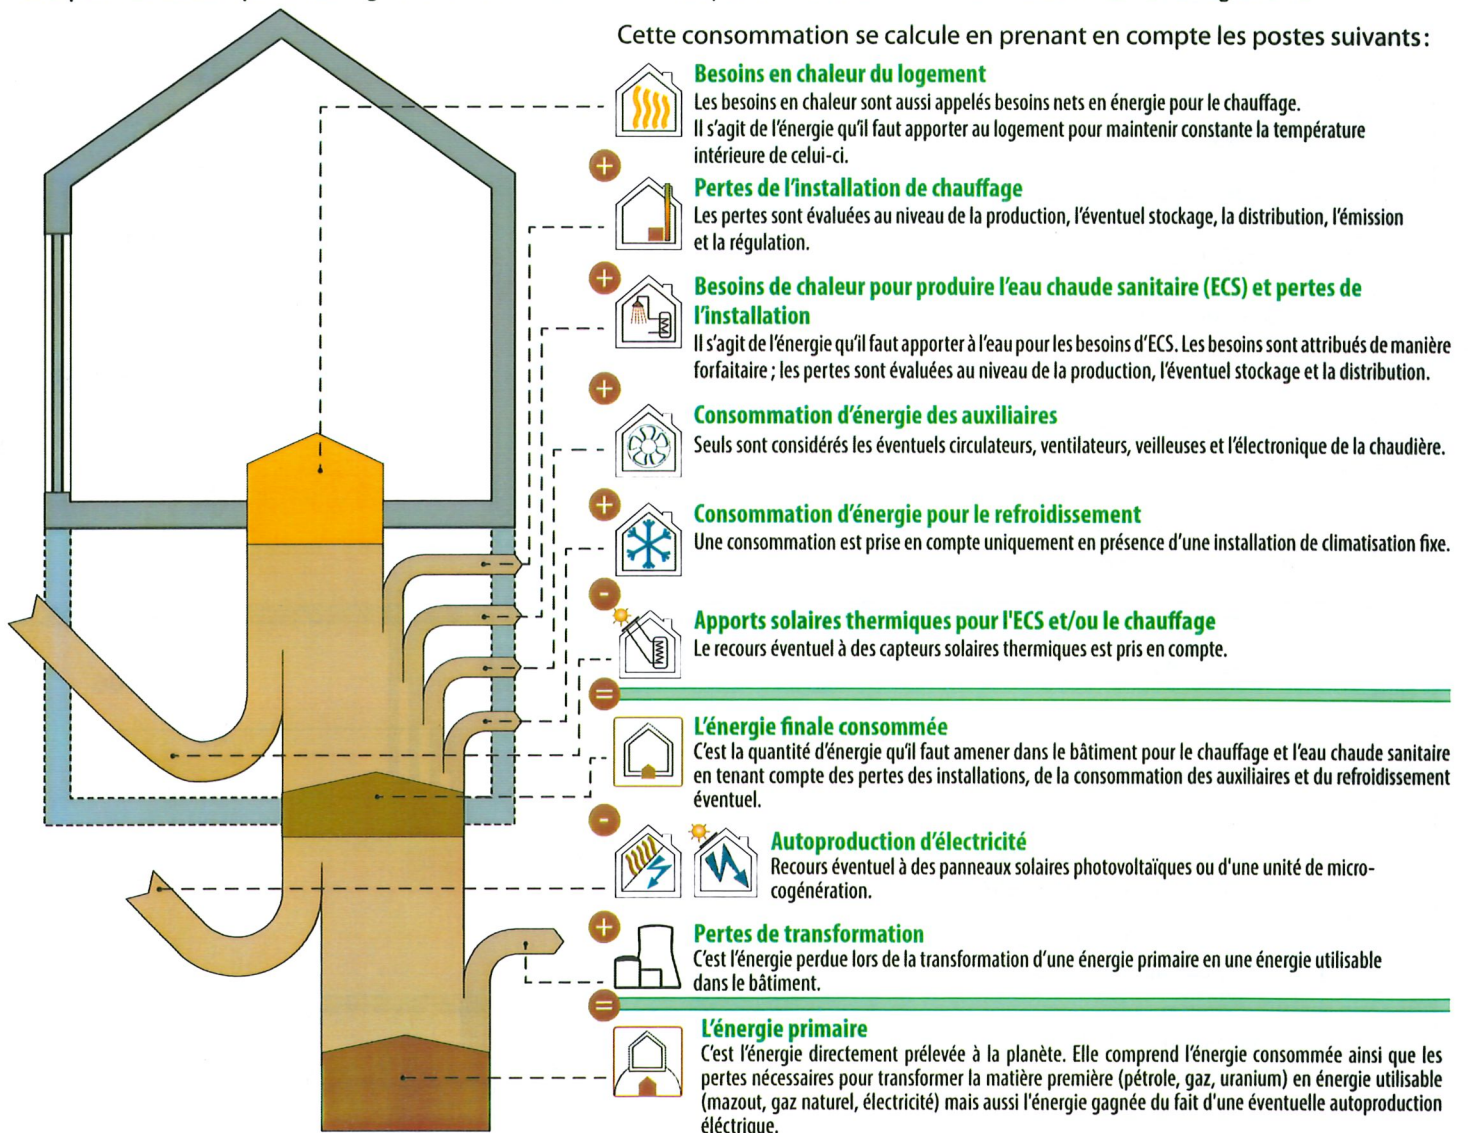 Cette consommation se calcule en prenant en compte les postes suivants :
Besoins en chaleur du logement
Les besoins en chaleur sont aussi appelés besoins nets en énergie pour le chauffage.
Il s'agit de l'énergie qu'il faut apporter au logement pour maintenir constante la température
intérieure de celui-ci.
+
Pertes de l'installation de chauffage
Les pertes sont évaluées au niveau de la production, l'éventuel stockage, la distribution, l'émission
et la régulation.
+
Besoins de chaleur pour produire l'eau chaude sanitaire (ECS) et pertes de
l'installation
Il s'agit de l'énergie qu'il faut apporter à l'eau pour les besoins d'ECS. Les besoins sont attribués de manière
forfaitaire ; les pertes sont évaluées au niveau de la production, l'éventuel stockage et la distribution.
+
Consommation d'énergie des auxiliaires
Seuls sont considérés les éventuels circulateurs, ventilateurs, veilleuses et l'électronique de la chaudière.
+
Consommation d'énergie pour le refroidissement
Une consommation est prise en compte uniquement en présence d'une installation de climatisation fixe.
-
Apports solaires thermiques pour l'ECS et/ou le chauffage
Le recours éventuel à des capteurs solaires thermiques est pris en compte.
=
L'énergie finale consommée
C'est la quantité d'énergie qu'il faut amener dans le bâtiment pour le chauffage et l'eau chaude sanitaire
en tenant compte des pertes des installations, de la consommation des auxiliaires et du refroidissement
éventuel.
-
Autoproduction d'électricité
Recours éventuel à des panneaux solaires photovoltaïques ou d'une unité de micro-
cogénération.
+
Pertes de transformation
C'est l'énergie perdue lors de la transformation d'une énergie primaire en une énergie utilisable
dans le bâtiment.
=
L'énergie primaire
C'est l'énergie directement prélevée à la planète. Elle comprend l'énergie consommée ainsi que les
pertes nécessaires pour transformer la matière première (pétrole, gaz, uranium) en énergie utilisable
(mazout, gaz naturel, électricité) mais aussi l'énergie gagnée du fait d'une éventuelle autoproduction
éléctrique.